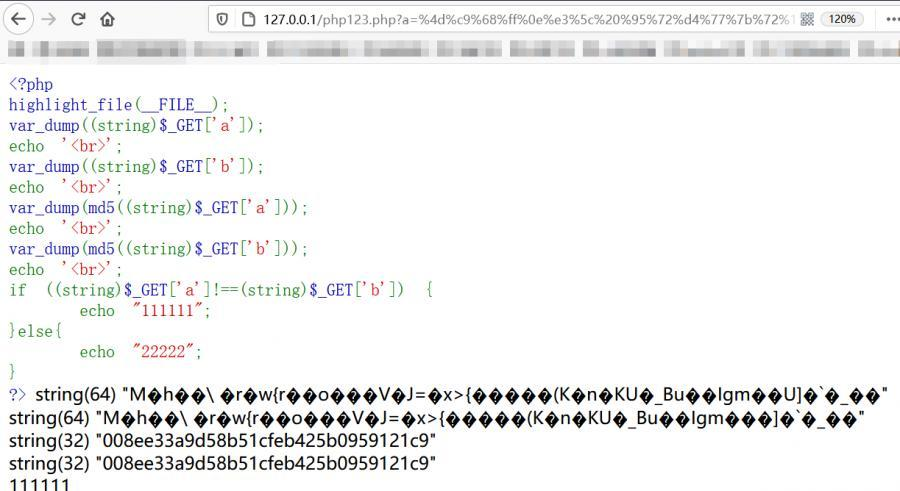 127.0.0.1/php123.php?a=%4d%c9%68%ff%0e%e3%5c%20%95%72%d4%77%7b%72%1 120%
<?php
highlight_file(__FILE__);
var_dump((string)$_GET['a']);
echo '<br>';
var_dump((string)$_GET['b']);
echo '<br>';
var_dump(md5((string)$_GET['a']));
echo '<br>';
var_dump(md5((string)$_GET['b']));
echo '<br>';
if ((string)$_GET['a']!==(string)$_GET['b']) {
echo "111111";
}else{
echo "22222";
}
?> string(64) "M�h��\ �r�w{r��o���V�J=�x>{�����(K�n�KU�_Bu��Igm��U]�`�_��"
string(64) "M�h��\ �r�w{r��o���V�J=�x>{�����(K�n�KU�_Bu��Igm���]�`�_��"
string(32) "008ee33a9d58b51cfeb425b0959121c9"
string(32) "008ee33a9d58b51cfeb425b0959121c9"
111111